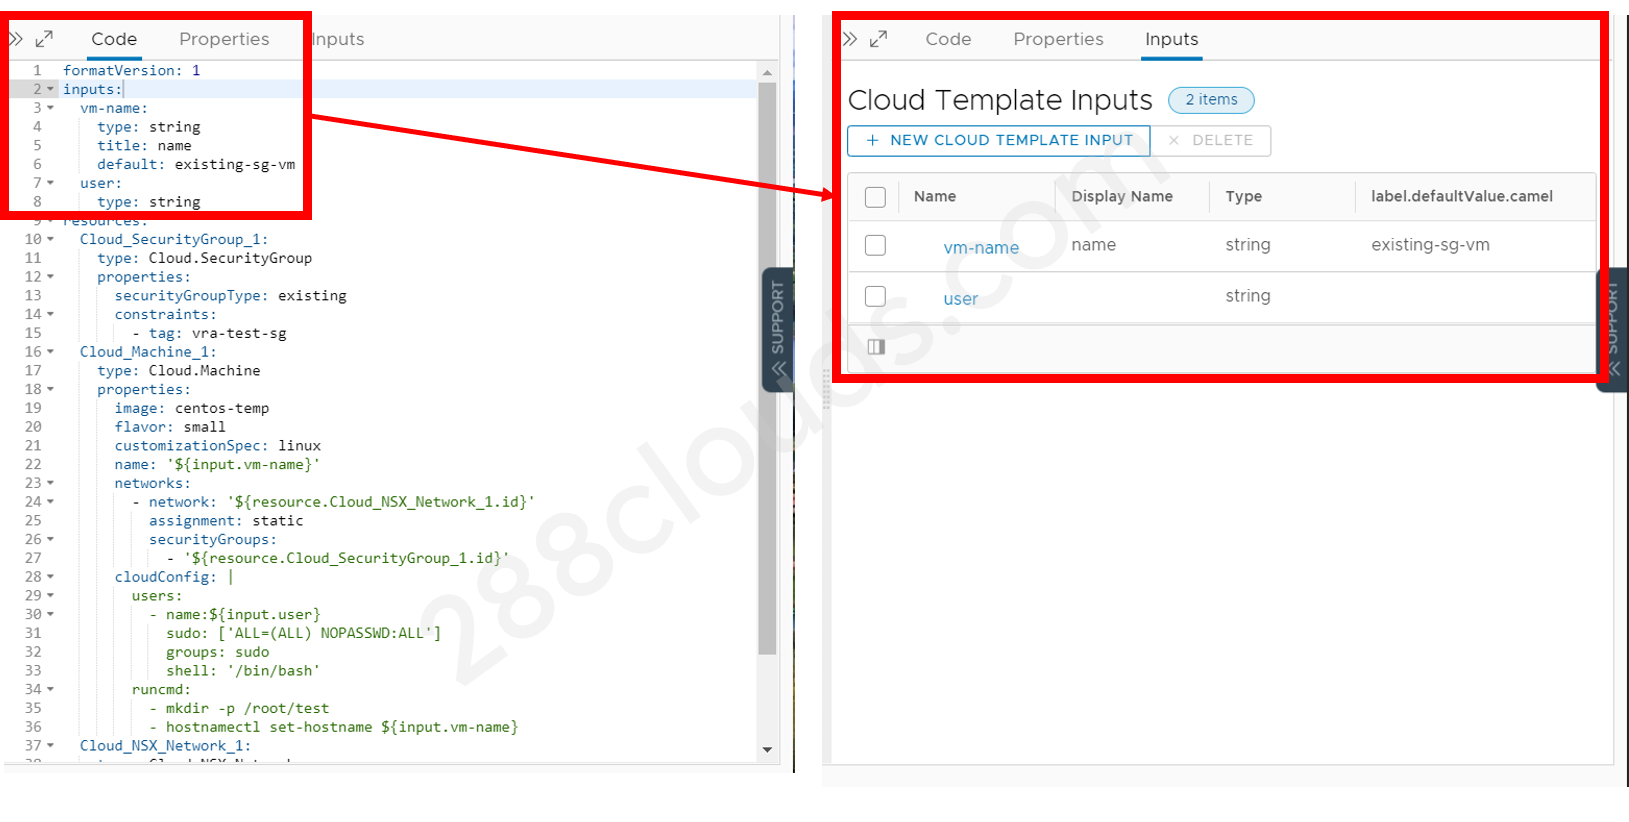 Code Properties Inputs
1 formatVersion: 1
2 inputs:
3 vm-name:
4 type: string
5 title: name
6 default: existing-sg-vm
7 user:
8 type: string
9 resources:
10 Cloud_SecurityGroup_1:
11 type: Cloud.SecurityGroup
12 properties:
13 securityGroupType: existing
14 constraints:
15 - tag: vra-test-sg
16 Cloud_Machine_1:
17 type: Cloud.Machine
18 properties:
19 image: centos-temp
20 flavor: small
21 customizationSpec: linux
22 name: '${input.vm-name}'
23 networks:
24 - network: '${resource.Cloud_NSX_Network_1.id}'
25 assignment: static
26 securityGroups:
27 - '${resource.Cloud_SecurityGroup_1.id}'
28 cloudConfig: |
29 users:
30 - name:${input.user}
31 sudo: ['ALL=(ALL) NOPASSWD:ALL']
32 groups: sudo
33 shell: '/bin/bash'
34 runcmd:
35 - mkdir -p /root/test
36 - hostnamectl set-hostname ${input.vm-name}
37 Cloud_NSX_Network_1:
SUPPORT
Code Properties Inputs
Cloud Template Inputs 2 items
+ NEW CLOUD TEMPLATE INPUT × DELETE
Name Display Name Type label.defaultValue.camel
vm-name name string existing-sg-vm
user string
SUPPORT
288clouds.com